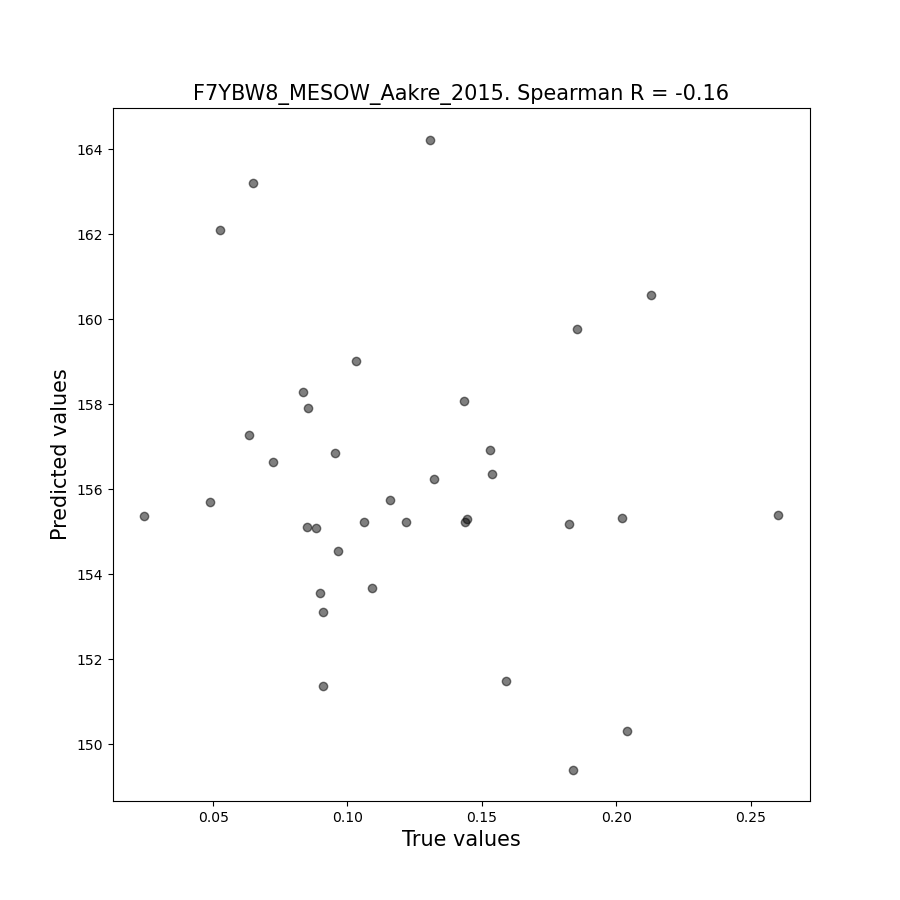 F7YBW8_MESOW_Aakre_2015. Spearman R = -0.16
164
162
160
158
156
154
152
150
Predicted values
0.05 0.10 0.15 0.20 0.25
True values